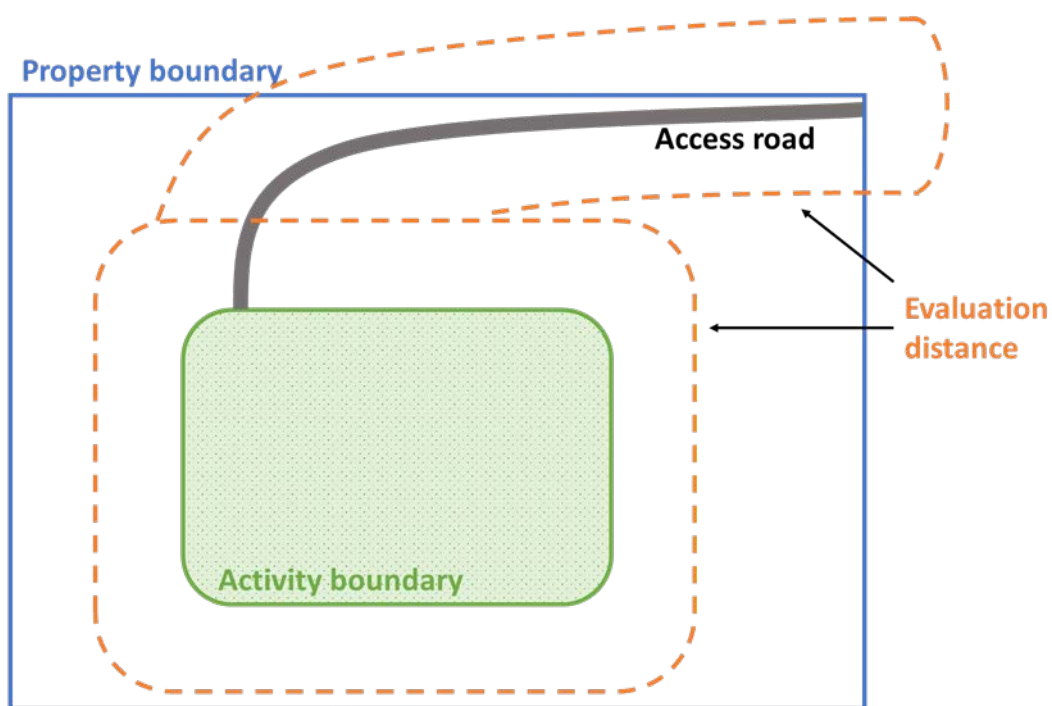 Property boundary
Access road
Evaluation
distance
Activity boundary